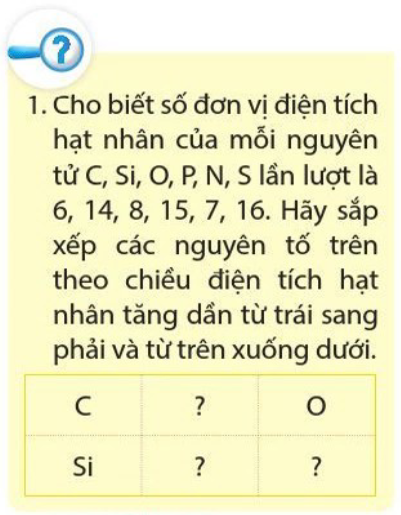 ?
1. Cho biết số đơn vị điện tích
hạt nhân của mỗi nguyên
tử C, Si, O, P, N, S lần lượt là
6, 14, 8, 15, 7, 16. Hãy sắp
xếp các nguyên tố trên
theo chiều điện tích hạt
nhân tăng dần từ trái sang
phải và từ trên xuống dưới.
C ? O
Si ? ?